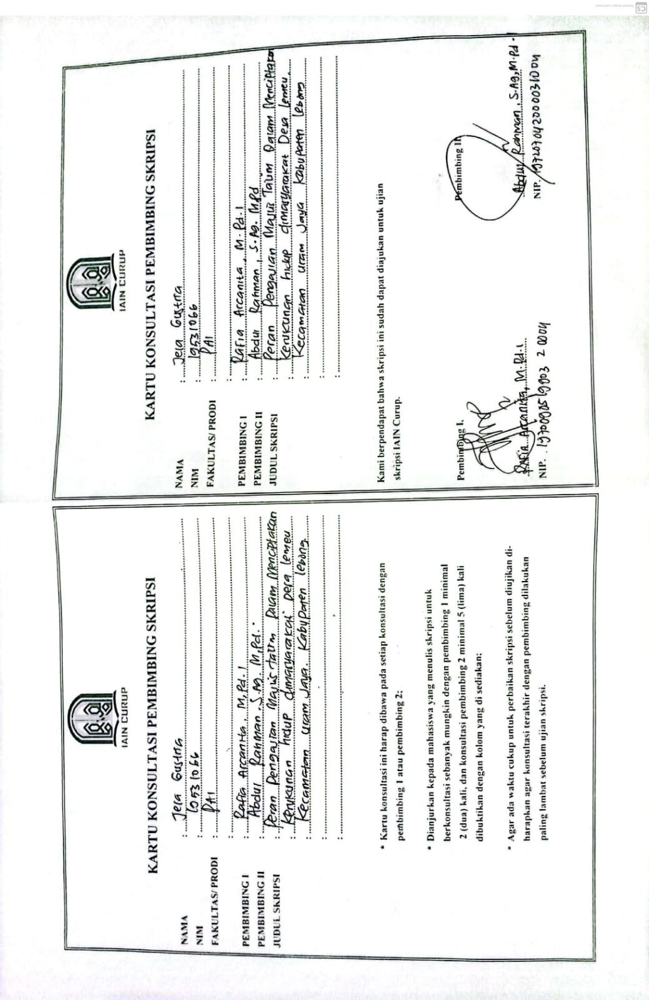 IAIN CURUP
KARTU KONSULTASI PEMBIMBING SKRIPSI
NAMA : Jera Gustria
NIM : 19531066
FAKULTAS/ PRODI : PAI
:
PEMBIMBING I : Rafia Arcanita, M.Pd.I
PEMBIMBING II : Abdul Rahman, S.Ag. M.Pd.
JUDUL SKRIPSI : Peran Pengajian Majlis Talim Dalam Menciptakan
: Kerukunan hidup dimasyarakat Desa Lemeu
: Kecamatan Uram Jaya. Kabupaten Lebong.
:
:
* Kartu konsultasi ini harap dibawa pada setiap konsultasi dengan
pembimbing 1 atau pembimbing 2;
* Dianjurkan kepada mahasiswa yang menulis skripsi untuk
berkonsultasi sebanyak mungkin dengan pembimbing 1 minimal
2 (dua) kali, dan konsultasi pembimbing 2 minimal 5 (lima) kali
dibuktikan dengan kolom yang di sediakan;
* Agar ada waktu cukup untuk perbaikan skripsi sebelum diujikan di-
harapkan agar konsultasi terakhir dengan pembimbing dilakukan
paling lambat sebelum ujian skripsi.
IAIN CURUP
KARTU KONSULTASI PEMBIMBING SKRIPSI
NAMA : Jera Gustria
NIM : 19531066
FAKULTAS/ PRODI : PAI
:
PEMBIMBING I : Rafia Arcanita, M.Pd.I
PEMBIMBING II : Abdul Rahman, S.Ag. M.Pd
JUDUL SKRIPSI : Peran Pengajian Majlis Talim Dalam Menciptakan
: Kerukunan hidup dimasyarakat Desa Lemeu
: Kecamatan Uram Jaya Kabupaten Lebong
:
:
Kami berpendapat bahwa skripsi ini sudah dapat diajukan untuk ujian
skripsi IAIN Curup.
Pembimbing I,
Rafia Arcanita, M.Pd.I
NIP.
Pembimbing II,
Abdul Rahman, S.Ag, M.Pd.I
NIP. 197207042000031004
CS